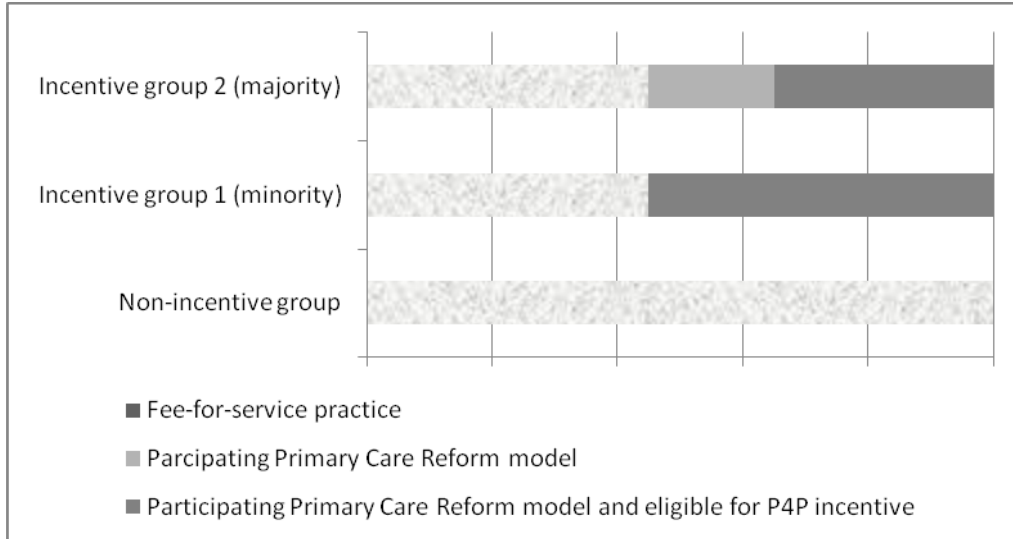 Incentive group 2 (majority)
Incentive group 1 (minority)
Non-incentive group
Fee-for-service practice
Parcipating Primary Care Reform model
Participating Primary Care Reform model and eligible for P4P incentive